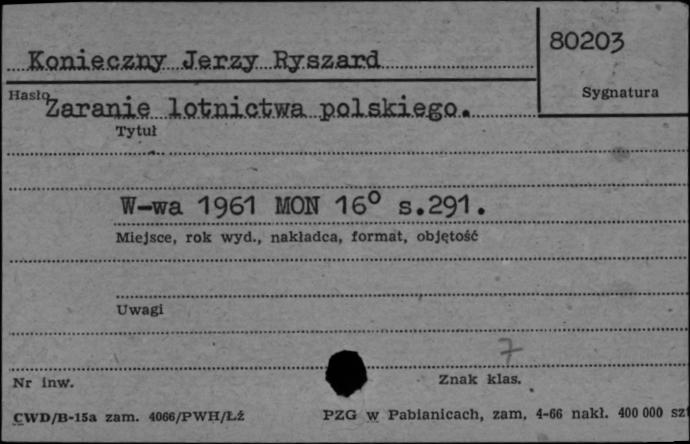 80203
Konieczny Jerzy Ryszard
Sygnatura
Hasło
Zaranie lotnictwa polskiego.
Tytuł
W-wa 1961 MON 16° s.291.
Miejsce, rok wyd., nakładca, format, objętość
Uwagi
7
Nr inw.
Znak klas.
CWD/B-15a zam. 4066/PWH/Łź PZG w Pabianicach, zam. 4-66 nakł. 400 000 szt